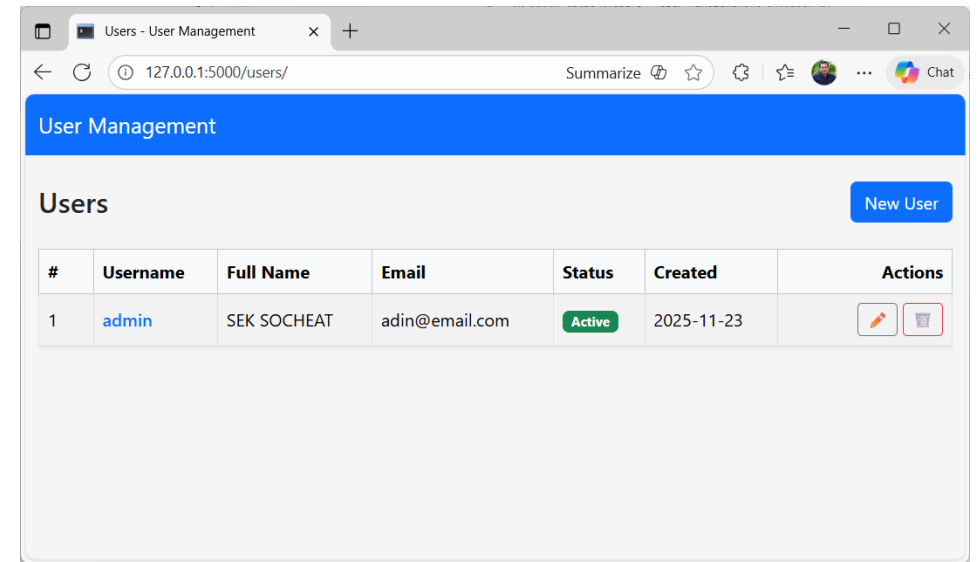 Users - User Management
127.0.0.1:5000/users/ Summarize Chat
User Management
Users New User
# Username Full Name Email Status Created Actions
1 admin SEK SOCHEAT adin@email.com Active 2025-11-23